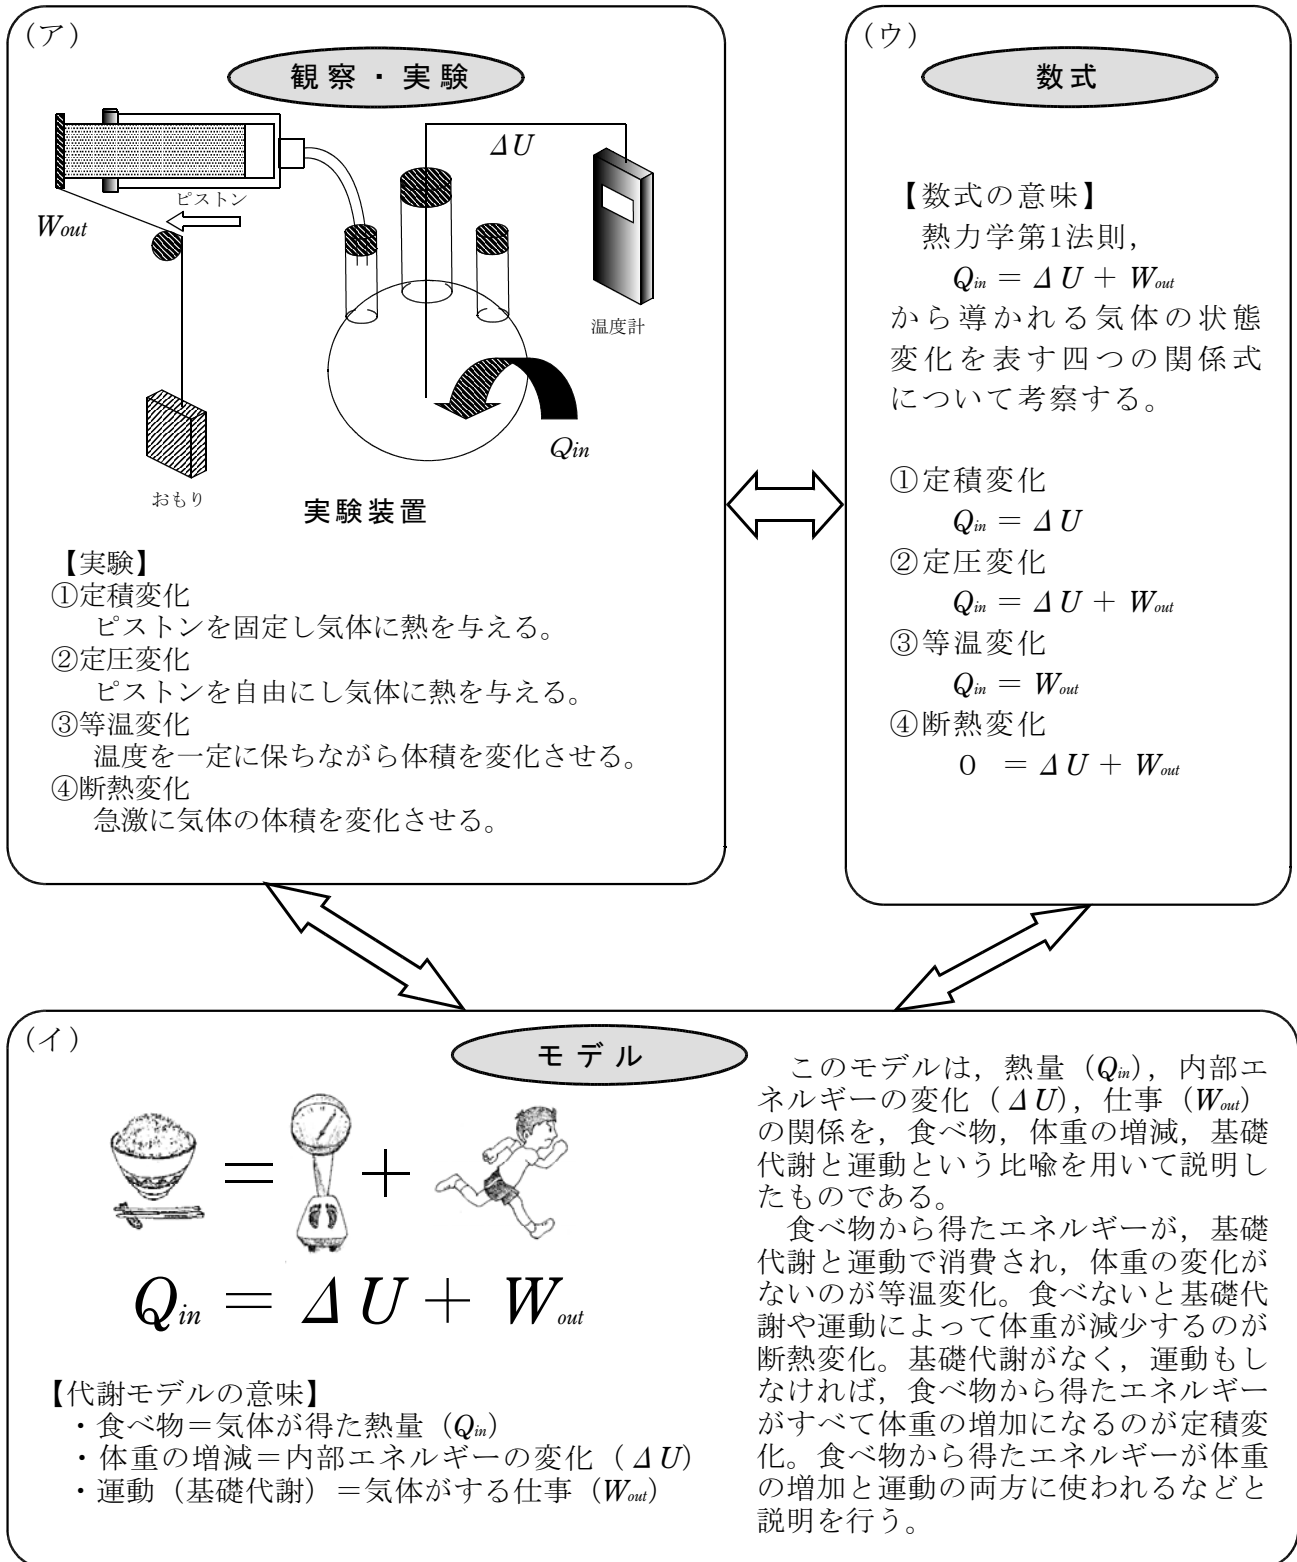 (ア)
観察・実験
ΔU
ピストン
Wout
温度計
Qin
おもり
実験装置
【実験】
①定積変化
ピストンを固定し気体に熱を与える。
②定圧変化
ピストンを自由にし気体に熱を与える。
③等温変化
温度を一定に保ちながら体積を変化させる。
④断熱変化
急激に気体の体積を変化させる。
(ウ)
数式
【数式の意味】
熱力学第1法則,
Qin = ΔU + Wout
から導かれる気体の状態
変化を表す四つの関係式
について考察する。
①定積変化
Qin = ΔU
②定圧変化
Qin = ΔU + Wout
③等温変化
Qin = Wout
④断熱変化
0 = ΔU + Wout
(イ)
モデル
= +
Qin = ΔU + Wout
【代謝モデルの意味】
・食べ物＝気体が得た熱量（Qin）
・体重の増減＝内部エネルギーの変化（ΔU）
・運動（基礎代謝）＝気体がする仕事（Wout）
このモデルは，熱量（Qin），内部エ
ネルギーの変化（ΔU），仕事（Wout）
の関係を，食べ物，体重の増減，基礎
代謝と運動という比喩を用いて説明し
たものである。
食べ物から得たエネルギーが，基礎
代謝と運動で消費され，体重の変化が
ないのが等温変化。食べないと基礎代
謝や運動によって体重が減少するのが
断熱変化。基礎代謝がなく，運動もし
なければ，食べ物から得たエネルギー
がすべて体重の増加になるのが定積変
化。食べ物から得たエネルギーが体重
の増加と運動の両方に使われるなどと
説明を行う。